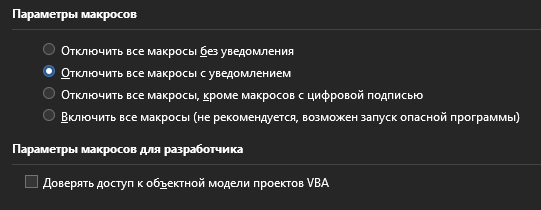 Параметры макросов
Отключить все макросы без уведомления
Отключить все макросы с уведомлением
Отключить все макросы, кроме макросов с цифровой подписью
Включить все макросы (не рекомендуется, возможен запуск опасной программы)
Параметры макросов для разработчика
Доверять доступ к объектной модели проектов VBA